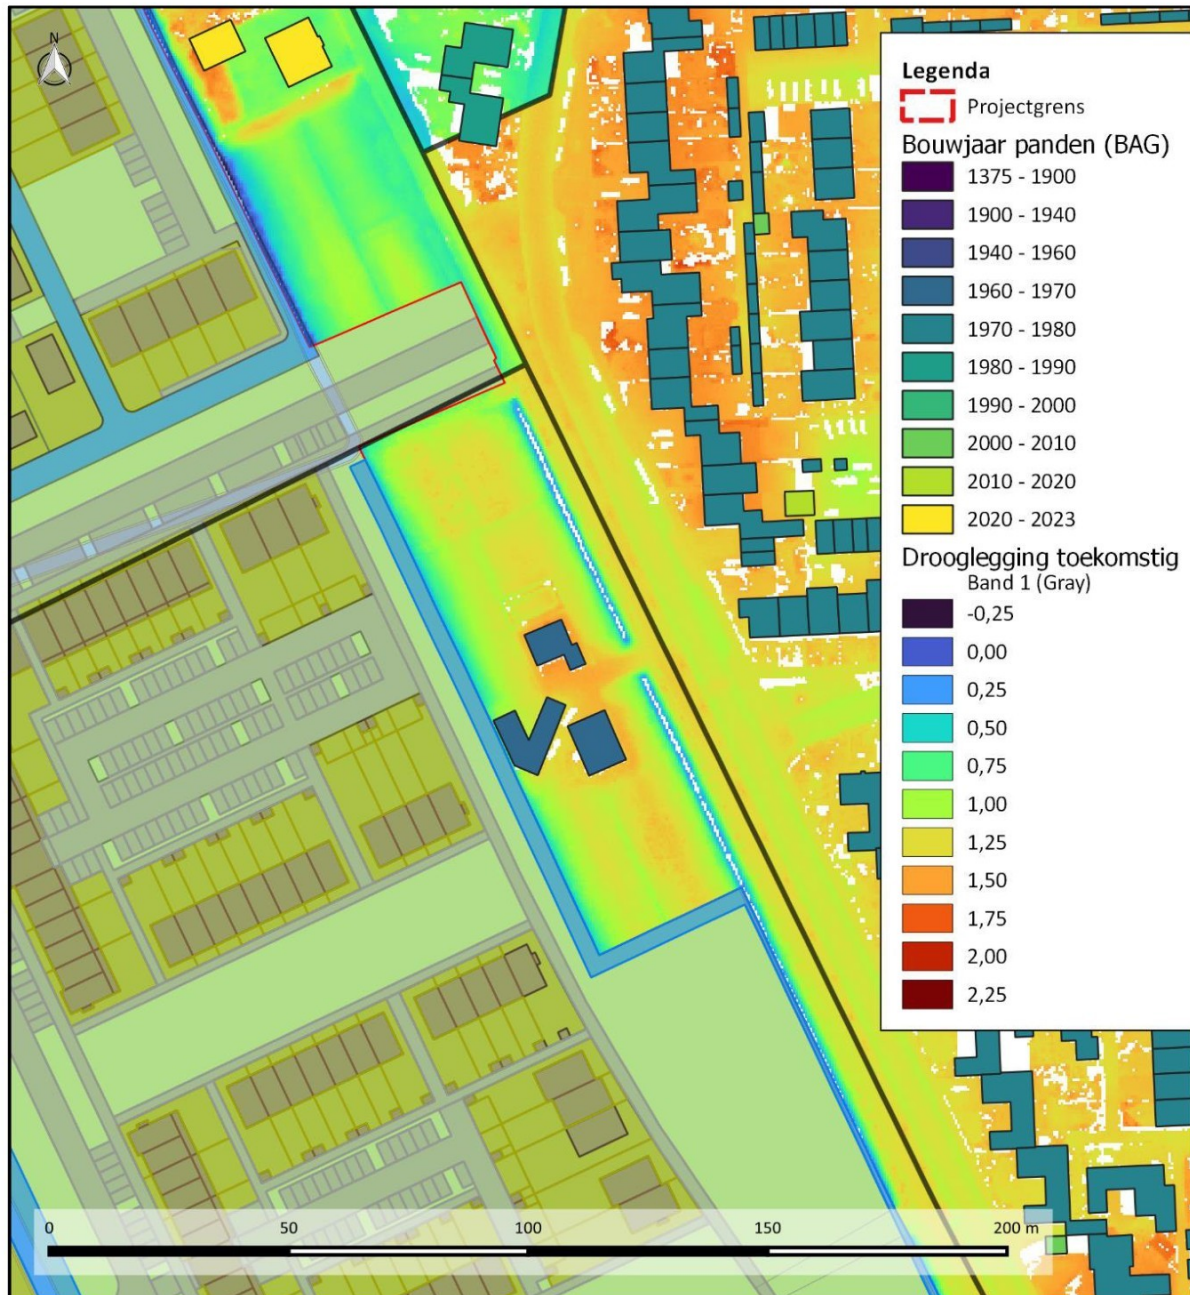 N
Legenda
Projectgrens
Bouwjaar panden (BAG)
1375 - 1900
1900 - 1940
1940 - 1960
1960 - 1970
1970 - 1980
1980 - 1990
1990 - 2000
2000 - 2010
2010 - 2020
2020 - 2023
Drooglegging toekomstig
Band 1 (Gray)
-0,25
0,00
0,25
0,50
0,75
1,00
1,25
1,50
1,75
2,00
2,25
0 50 100 150 200 m